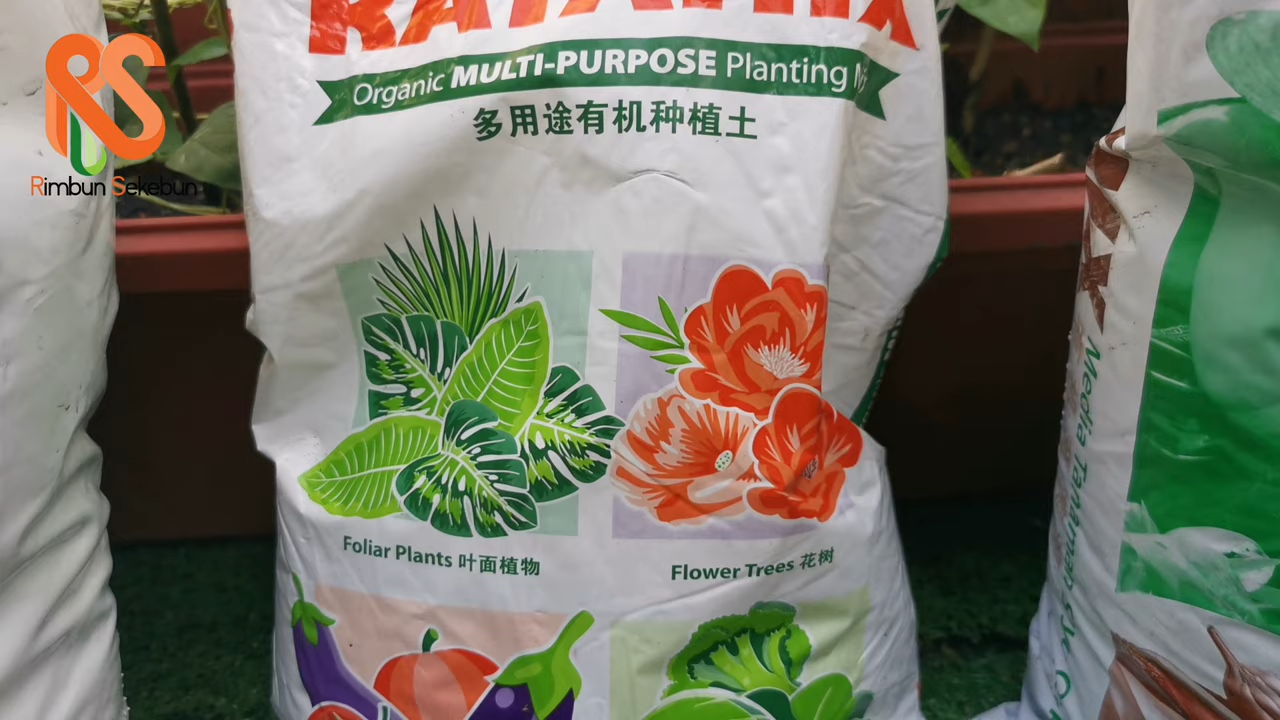 RS
Rimbun Sekebun
Organic MULTI-PURPOSE Planting
多用途有机种植土
Foliar Plants 叶面植物
Flower Trees 花树
Media Tanaman